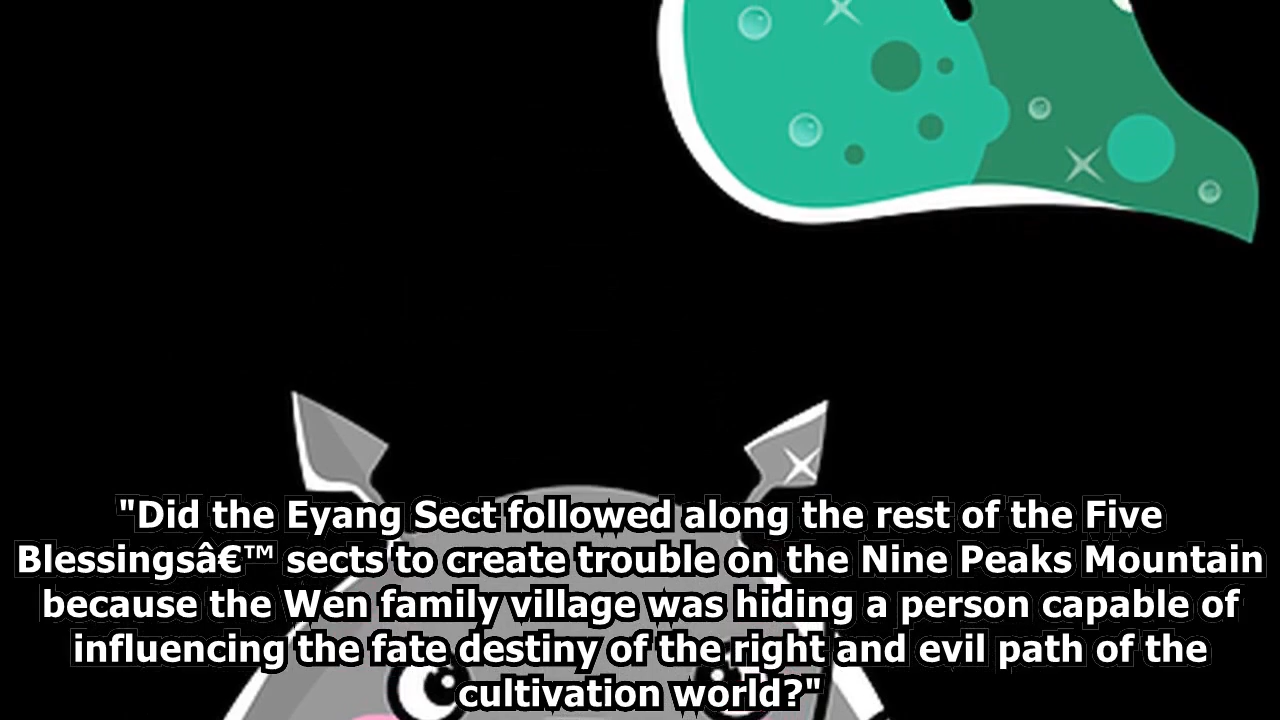 "Did the Eyang Sect followed along the rest of the Five
Blessingsâ€™ sects to create trouble on the Nine Peaks Mountain
because the Wen family village was hiding a person capable of
influencing the fate destiny of the right and evil path of the
cultivation world?"